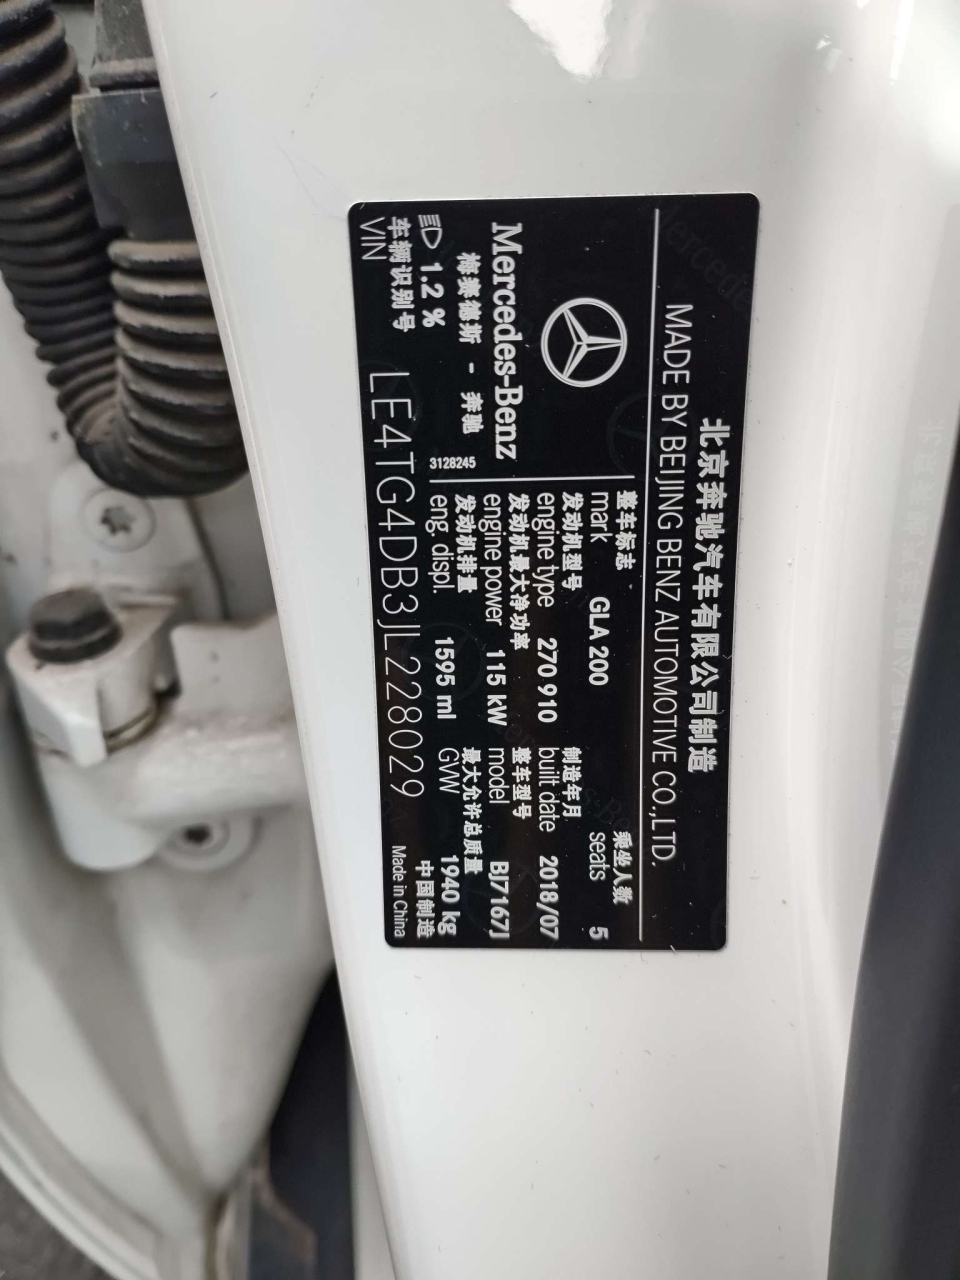 北京奔驰汽车有限公司制造
MADE BY BEIJING BENZ AUTOMOTIVE CO.,LTD.
Mercedes-Benz
梅赛德斯 - 奔驰
1.2 %
3128245
整车标志 乘坐人数
mark GLA 200 seats 5
发动机型号 制造年月
engine type 270 910 built date 2018/07
发动机最大净功率 整车型号
engine power 115 kW model BJ7167J
发动机排量 最大允许总质量
eng. displ. 1595 ml GVW 1940 kg
车辆识别号 中国制造
VIN LE4TG4DB3JL228029 Made in China